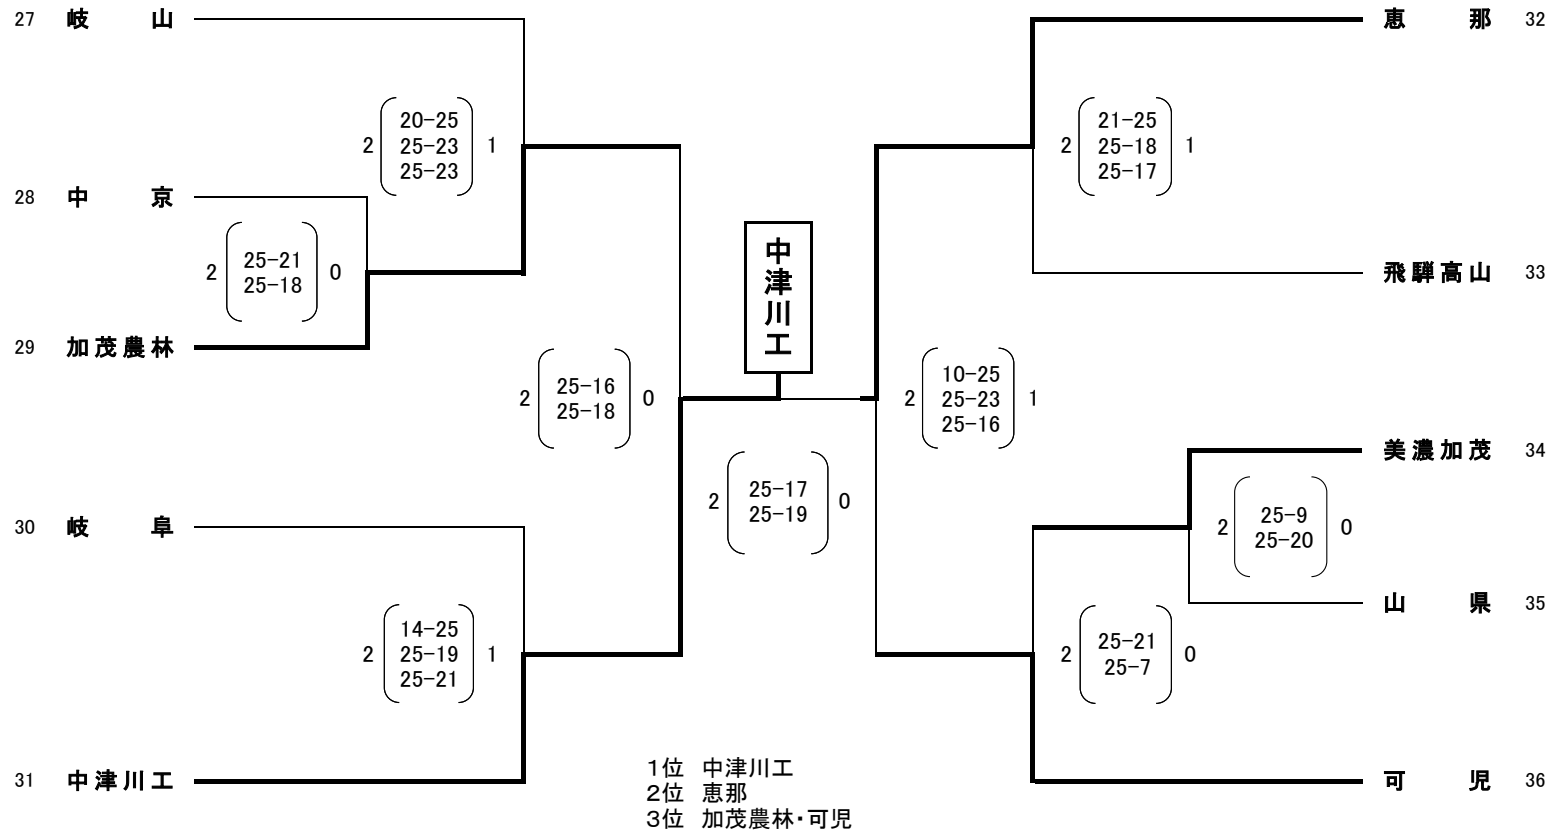 27 岐山
2 20-25 1
25-23
25-23
28 中京
2 25-21 0
25-18
29 加茂農林
2 25-16 0
25-18
30 岐阜
2 14-25 1
25-19
25-21
31 中津川工
中津川工
2 25-17 0
25-19
恵那 32
2 21-25 1
25-18
25-17
飛騨高山 33
2 10-25 1
25-23
25-16
美濃加茂 34
2 25-9 0
25-20
山県 35
2 25-21 0
25-7
可児 36
1位 中津川工
2位 恵那
3位 加茂農林・可児